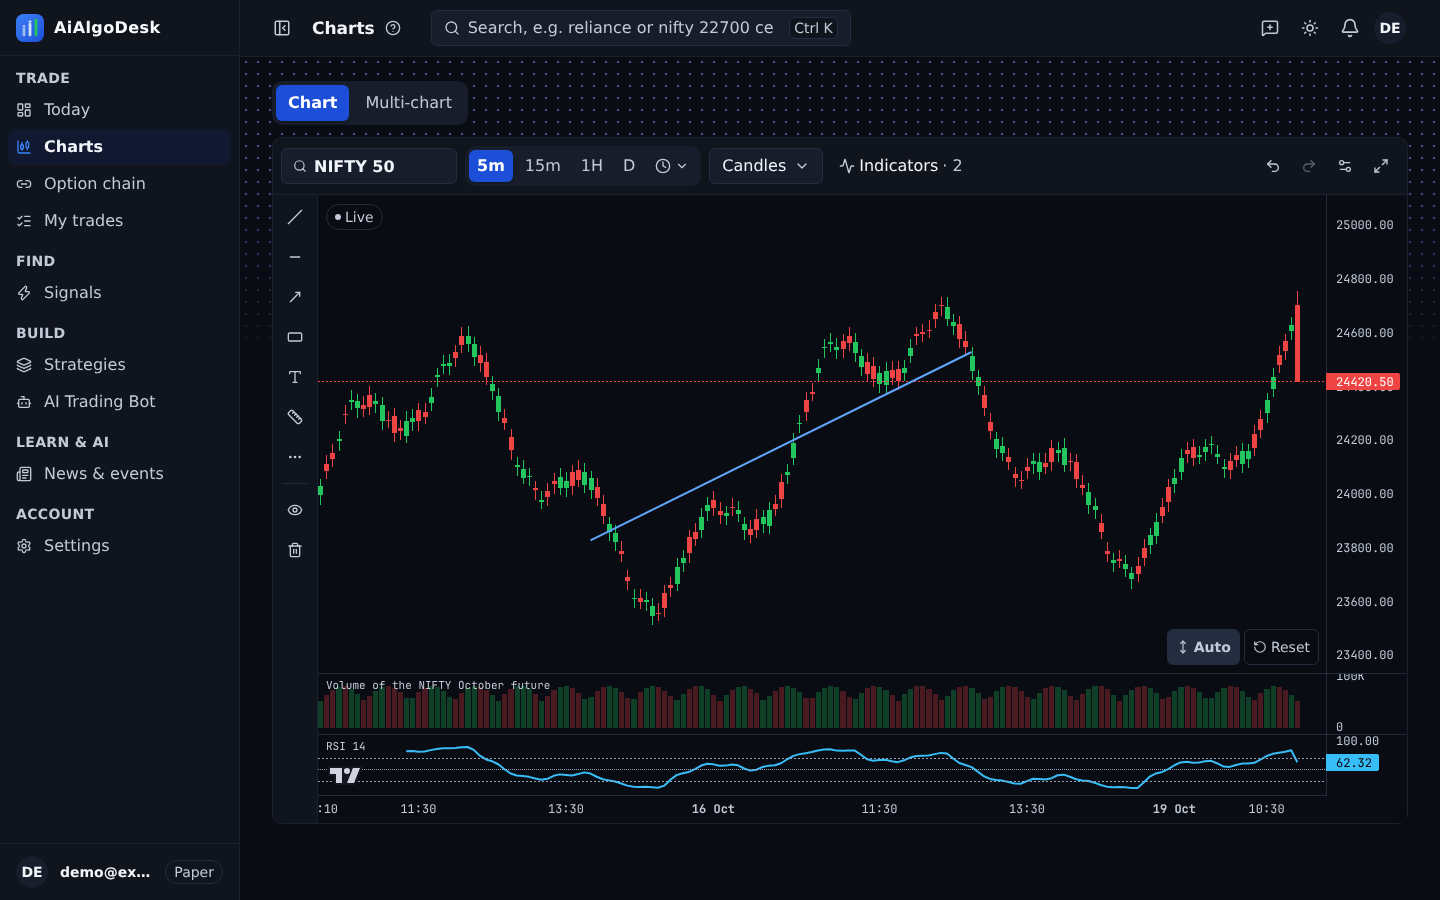 AiAlgoDesk
Charts
Search, e.g. reliance or nifty 22700 ce
Ctrl K
DE
TRADE
Today
Charts
Option chain
My trades
FIND
Signals
BUILD
Strategies
AI Trading Bot
LEARN & AI
News & events
ACCOUNT
Settings
DE
demo@ex...
Paper
Chart
Multi-chart
NIFTY 50
5m
15m
1H
D
Candles
Indicators · 2
Live
25000.00
24800.00
24600.00
24420.50
24200.00
24000.00
23800.00
23600.00
23400.00
Auto
Reset
Volume of the NIFTY October future
100K
0
RSI 14
100.00
62.32
:10
11:30
13:30
16 Oct
11:30
13:30
19 Oct
10:30